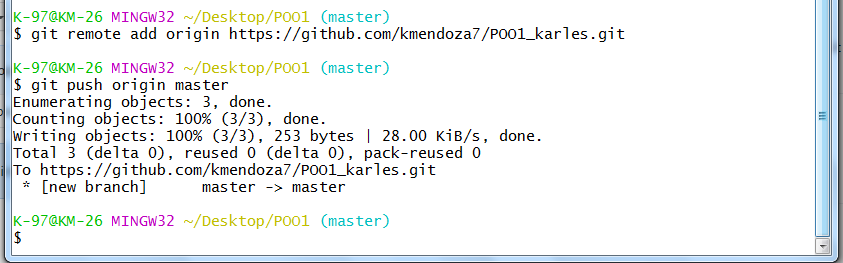 K-97@KM-26 MINGW32 ~/Desktop/POO1 (master)
$ git remote add origin https://github.com/kmendoza7/POO1_karles.git
K-97@KM-26 MINGW32 ~/Desktop/POO1 (master)
$ git push origin master
Enumerating objects: 3, done.
Counting objects: 100% (3/3), done.
Writing objects: 100% (3/3), 253 bytes | 28.00 KiB/s, done.
Total 3 (delta 0), reused 0 (delta 0), pack-reused 0
To https://github.com/kmendoza7/POO1_karles.git
 * [new branch]      master -> master
K-97@KM-26 MINGW32 ~/Desktop/POO1 (master)
$